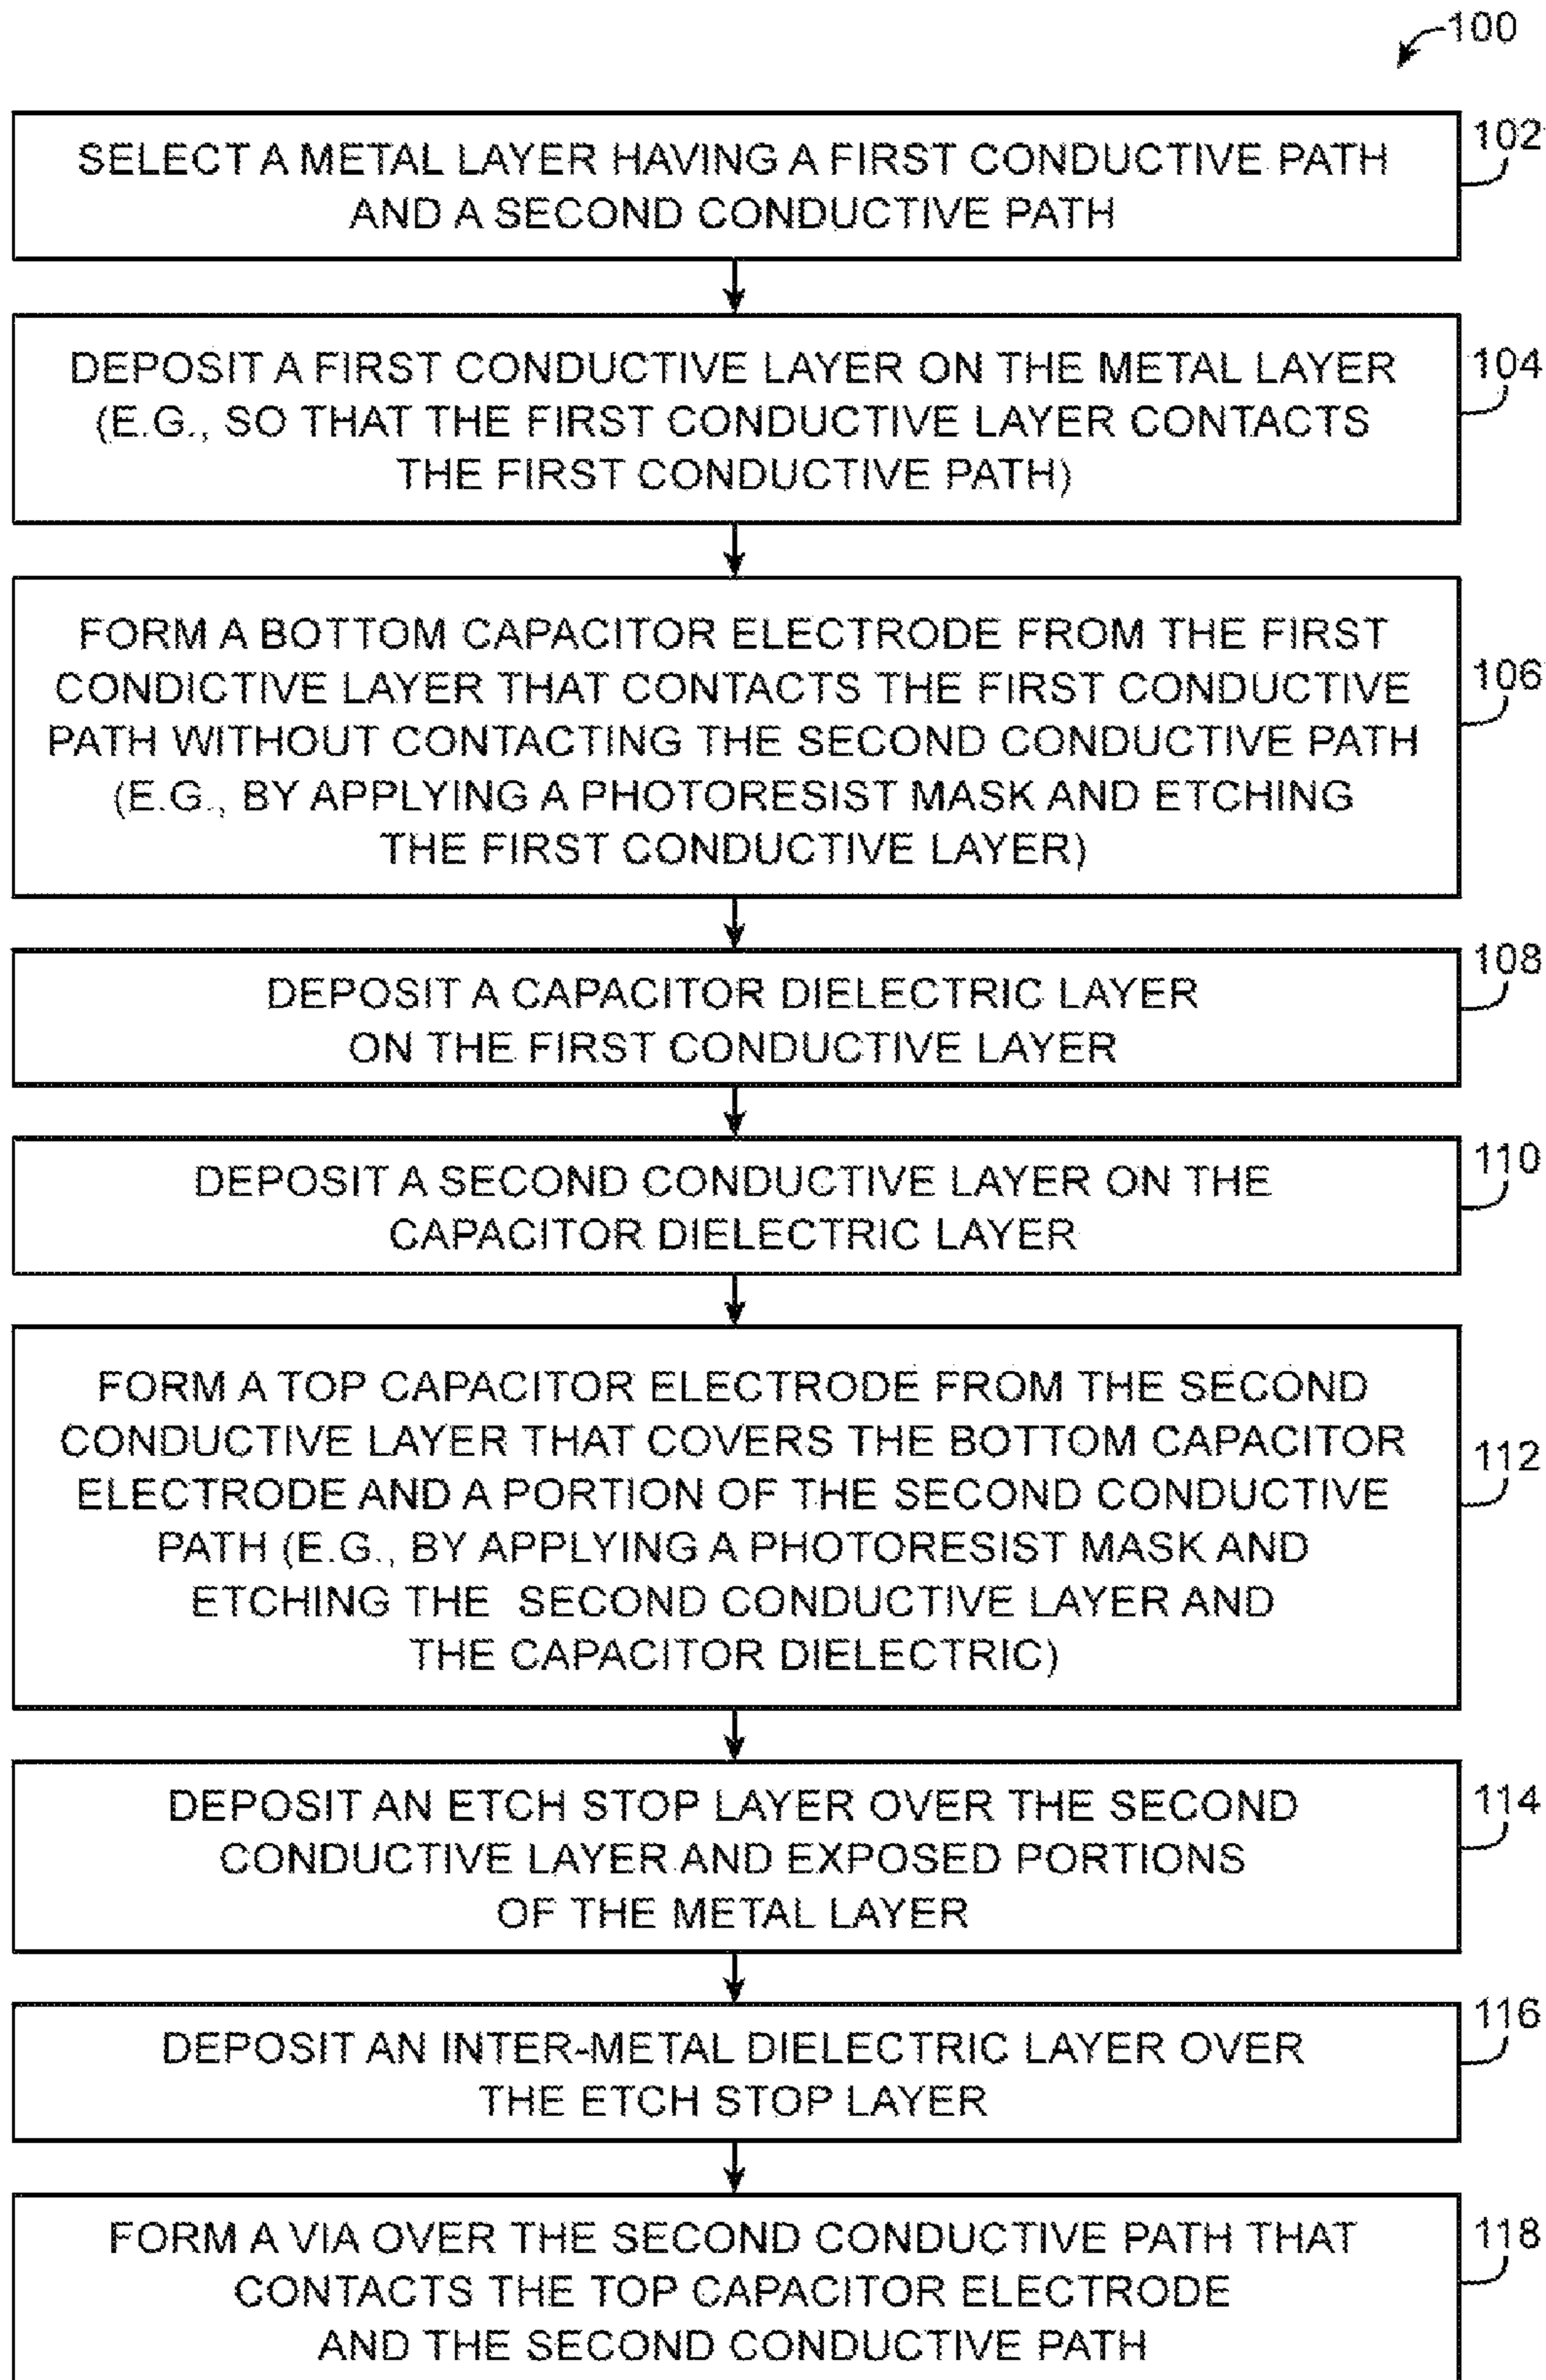 100
102
SELECT A METAL LAYER HAVING A FIRST CONDUCTIVE PATH
AND A SECOND CONDUCTIVE PATH
104
DEPOSIT A FIRST CONDUCTIVE LAYER ON THE METAL LAYER
(E.G., SO THAT THE FIRST CONDUCTIVE LAYER CONTACTS
THE FIRST CONDUCTIVE PATH)
106
FORM A BOTTOM CAPACITOR ELECTRODE FROM THE FIRST
CONDICTIVE LAYER THAT CONTACTS THE FIRST CONDUCTIVE
PATH WITHOUT CONTACTING THE SECOND CONDUCTIVE PATH
(E.G., BY APPLYING A PHOTORESIST MASK AND ETCHING
THE FIRST CONDUCTIVE LAYER)
108
DEPOSIT A CAPACITOR DIELECTRIC LAYER
ON THE FIRST CONDUCTIVE LAYER
110
DEPOSIT A SECOND CONDUCTIVE LAYER ON THE
CAPACITOR DIELECTRIC LAYER
112
FORM A TOP CAPACITOR ELECTRODE FROM THE SECOND
CONDUCTIVE LAYER THAT COVERS THE BOTTOM CAPACITOR
ELECTRODE AND A PORTION OF THE SECOND CONDUCTIVE
PATH (E.G., BY APPLYING A PHOTORESIST MASK AND
ETCHING THE SECOND CONDUCTIVE LAYER AND
THE CAPACITOR DIELECTRIC)
114
DEPOSIT AN ETCH STOP LAYER OVER THE SECOND
CONDUCTIVE LAYER AND EXPOSED PORTIONS
OF THE METAL LAYER
116
DEPOSIT AN INTER-METAL DIELECTRIC LAYER OVER
THE ETCH STOP LAYER
118
FORM A VIA OVER THE SECOND CONDUCTIVE PATH THAT
CONTACTS THE TOP CAPACITOR ELECTRODE
AND THE SECOND CONDUCTIVE PATH